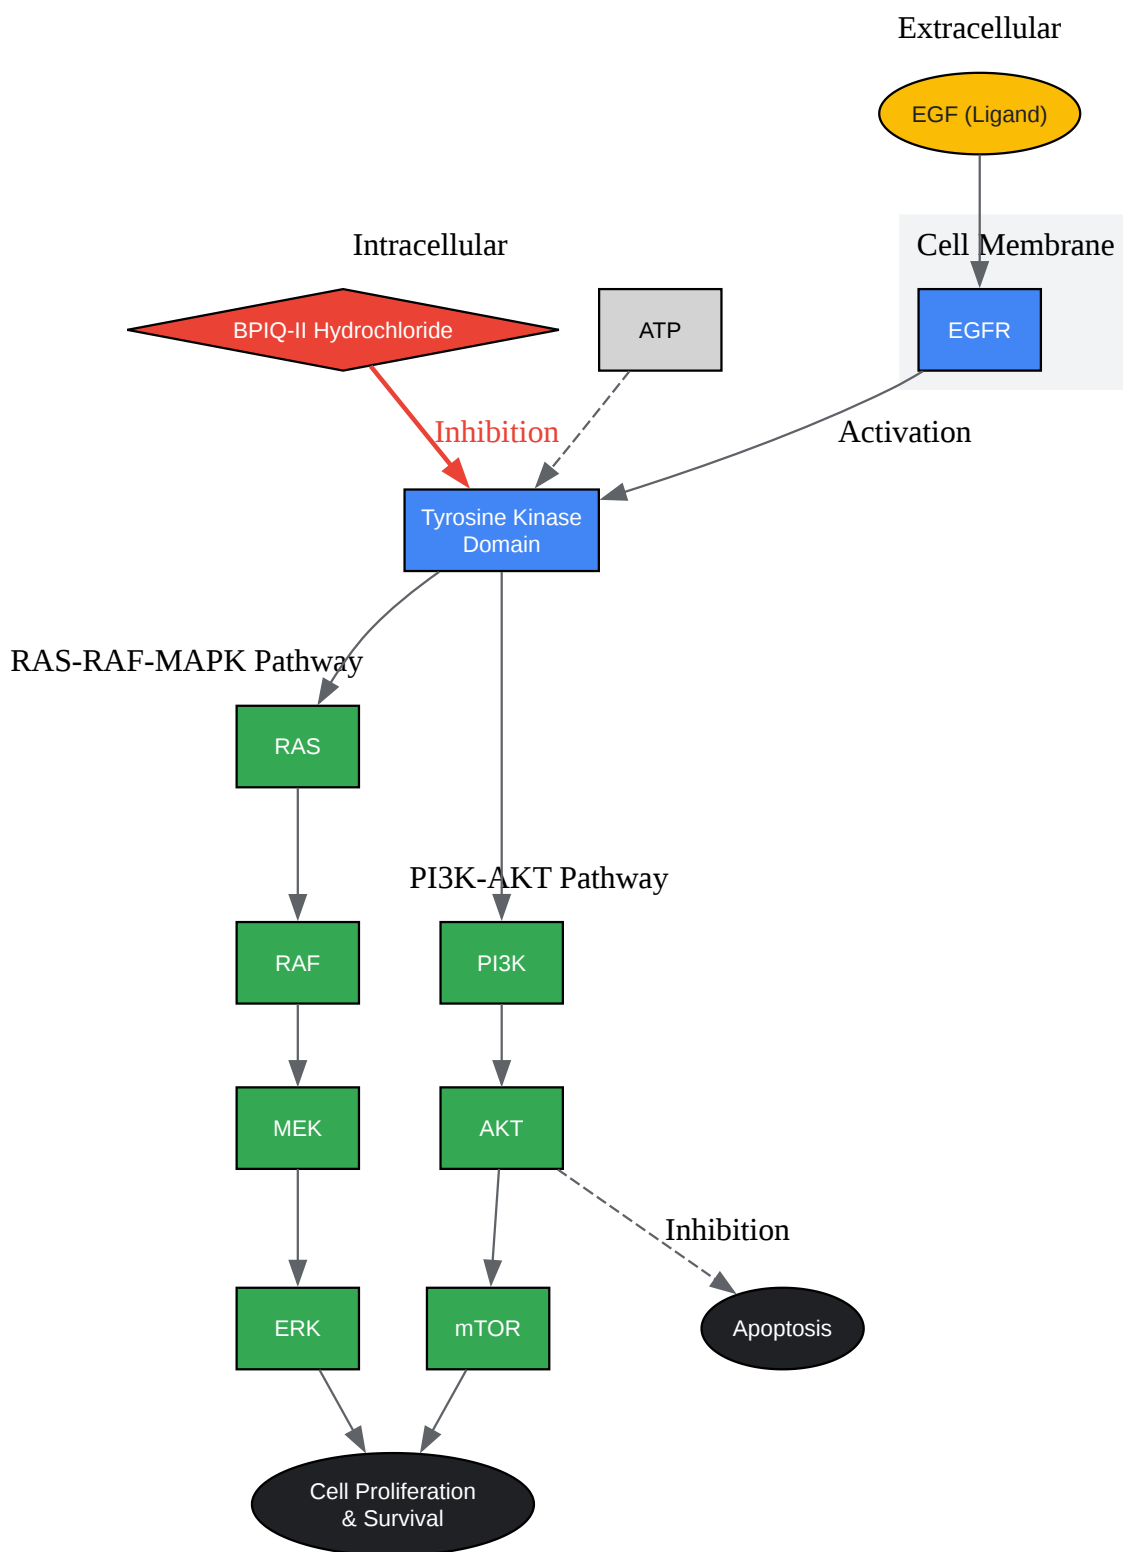 Extracellular
EGF (Ligand)
Intracellular
Cell Membrane
BPIQ-II Hydrochloride
ATP
EGFR
Inhibition
Activation
Tyrosine Kinase
Domain
RAS-RAF-MAPK Pathway
RAS
PI3K-AKT Pathway
RAF
PI3K
MEK
AKT
Inhibition
ERK
mTOR
Apoptosis
Cell Proliferation
& Survival